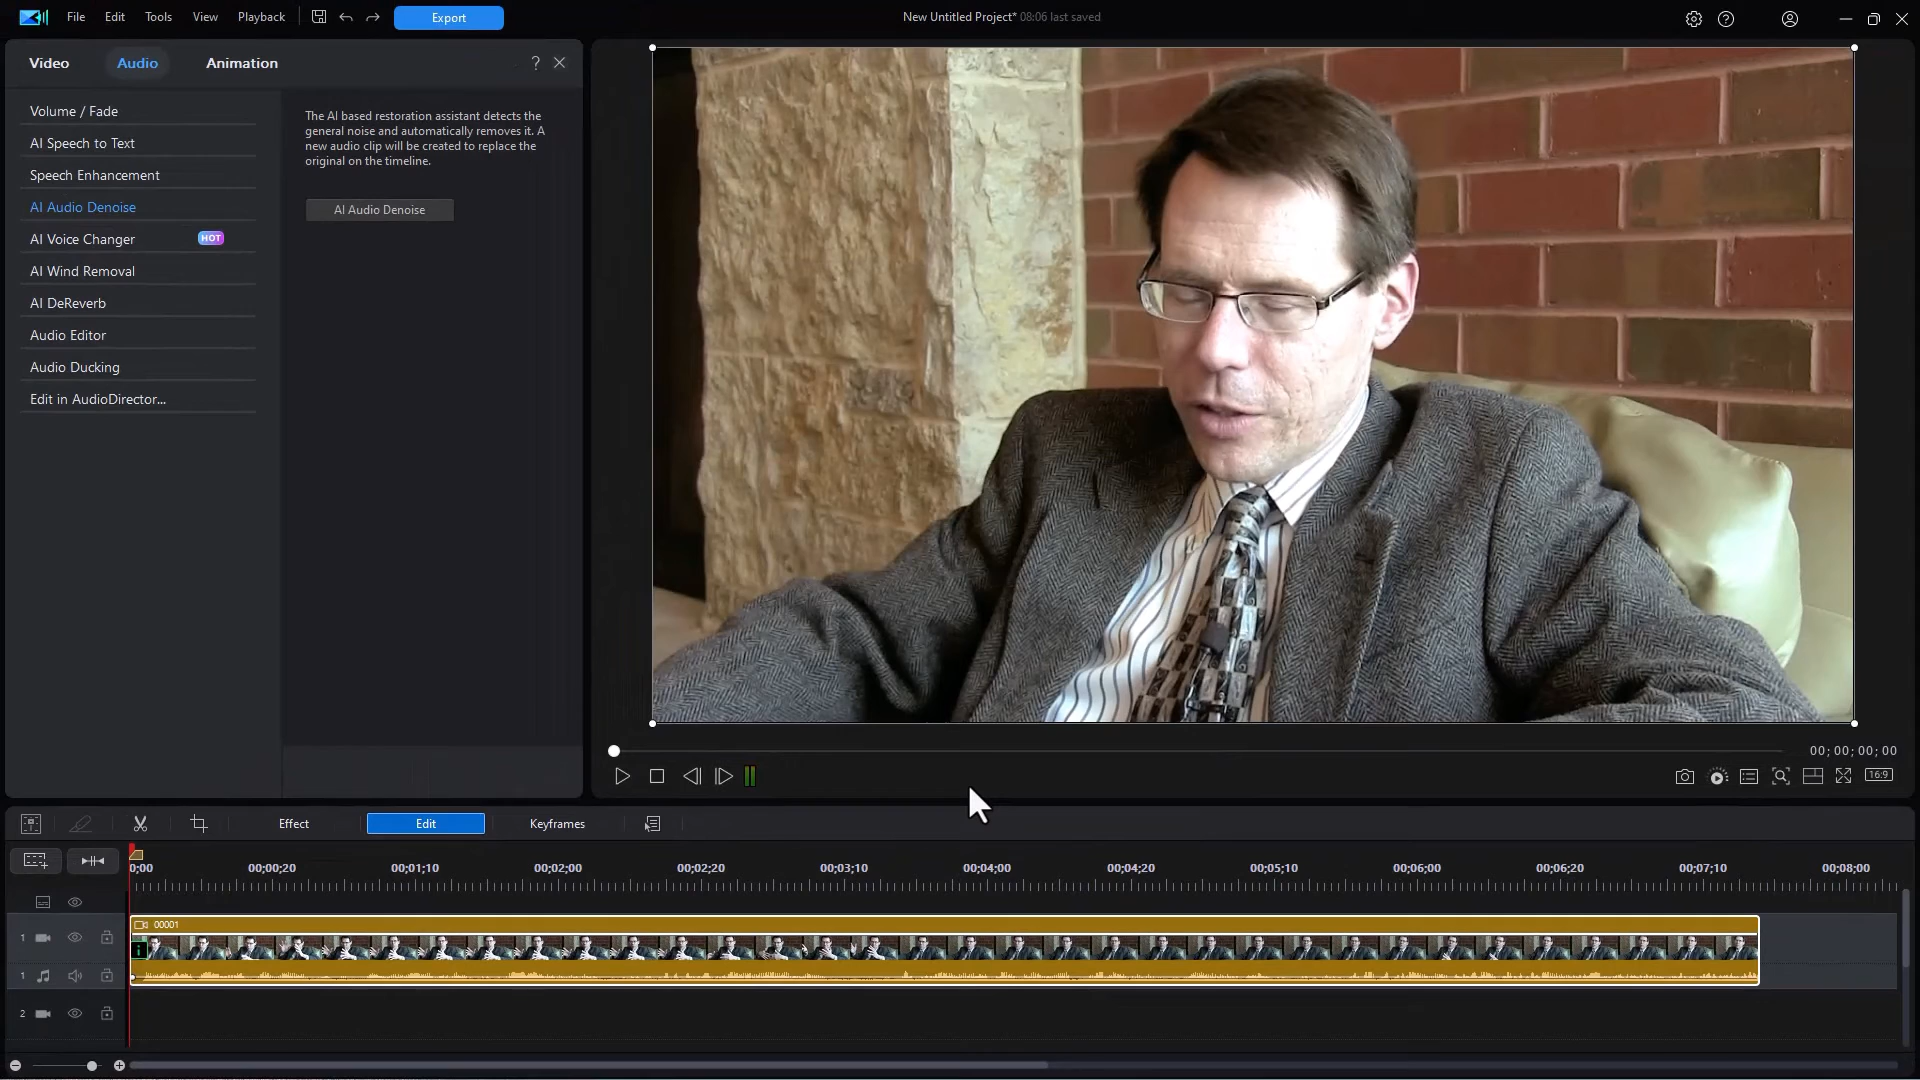 File Edit Tools View Playback Export New Untitled Project* 08:06 last saved
Video Audio Animation ?
Volume / Fade
AI Speech to Text
Speech Enhancement
AI Audio Denoise
AI Voice Changer HOT
AI Wind Removal
AI DeReverb
Audio Editor
Audio Ducking
Edit in AudioDirector...
The AI based restoration assistant detects the
general noise and automatically removes it. A
new audio clip will be created to replace the
original on the timeline.
AI Audio Denoise
00; 00; 00; 00
16:9
Effect Edit Keyframes
0;00 00;00;20 00;01;10 00;02;00 00;02;20 00;03;10 00;04;00 00;04;20 00;05;10 00;06;00 00;06;20 00;07;10 00;08;00
00001
1
1
2